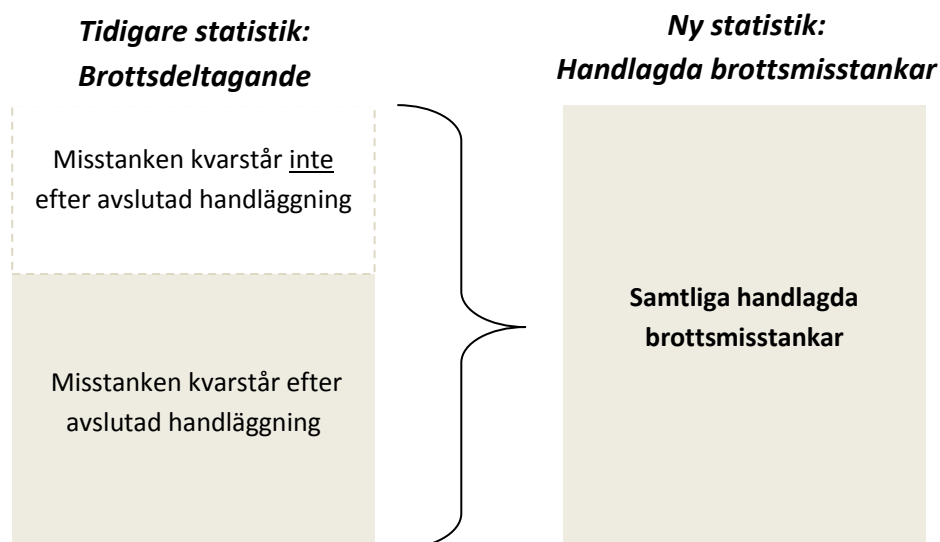 Tidigare statistik:
Brottsdeltagande
Misstanken kvarstår inte
efter avslutad handläggning
Misstanken kvarstår efter
avslutad handläggning
Ny statistik:
Handlagda brottsmisstankar
Samtliga handlagda
brottsmisstankar